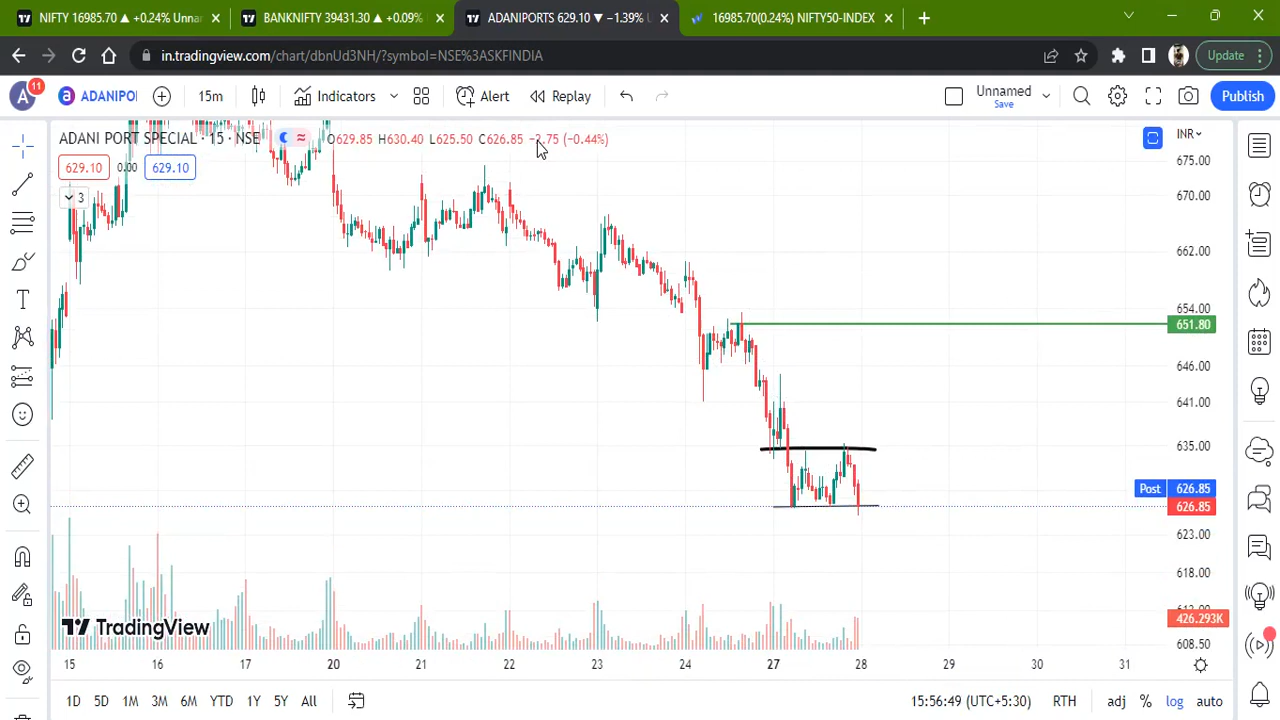 NIFTY 16985.70 ▲ +0.24% Unna
BANKNIFTY 39431.30 ▲ +0.09%
ADANIPORTS 629.10 ▼ −1.39% U
16985.70(0.24%) NIFTY50-INDEX
in.tradingview.com/chart/dbnUd3NH/?symbol=NSE%3ASKFINDIA
Update
A 11
a ADANIPO
15m
Indicators
Alert
Replay
Unnamed
Save
Publish
ADANI PORT SPECIAL · 15 · NSE
O629.85 H630.40 L625.50 C626.85 −2.75 (−0.44%)
INR
629.10 0.00 629.10
3
675.00
670.00
662.00
654.00
651.80
646.00
641.00
635.00
Post 626.85
626.85
623.00
618.00
426.293K
608.50
TradingView
15 16 17 20 21 22 23 24 27 28 29 30 31
1D 5D 1M 3M 6M YTD 1Y 5Y All
15:56:49 (UTC+5:30) RTH adj % log auto